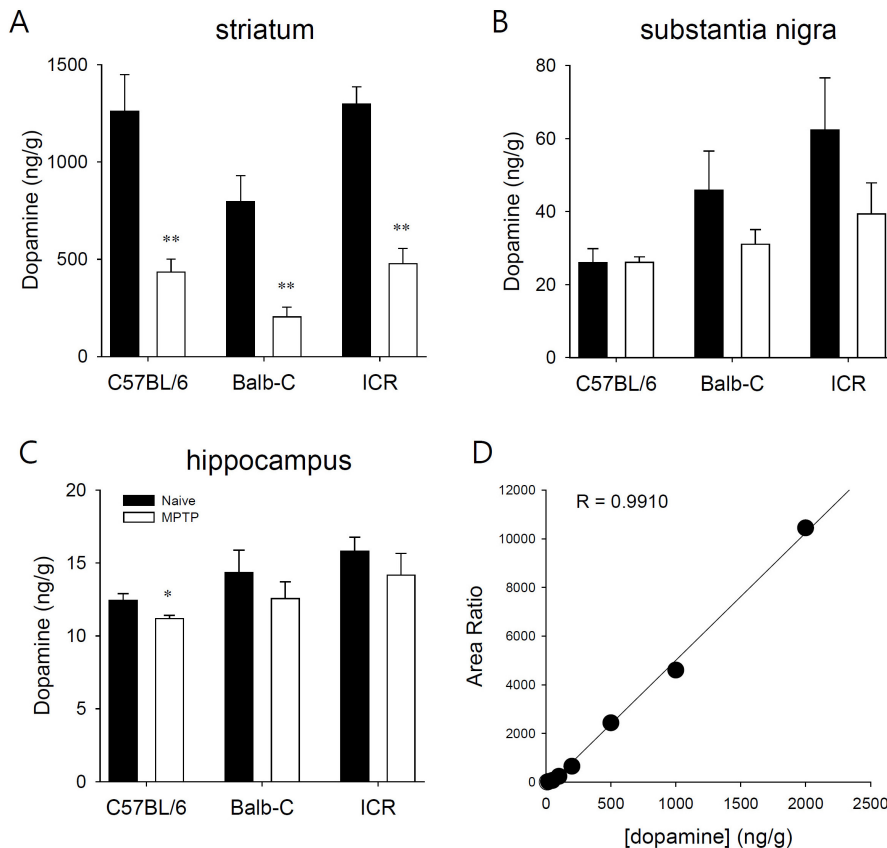 A
striatum
Dopamine (ng/g)
1500
1000
500
0
**
**
**
C57BL/6
Balb-C
ICR
B
substantia nigra
Dopamine (ng/g)
80
60
40
20
0
C57BL/6
Balb-C
ICR
C
hippocampus
Dopamine (ng/g)
20
15
10
5
0
Naive
MPTP
*
C57BL/6
Balb-C
ICR
D
R = 0.9910
Area Ratio
12000
10000
8000
6000
4000
2000
0
0
500
1000
1500
2000
2500
[dopamine] (ng/g)